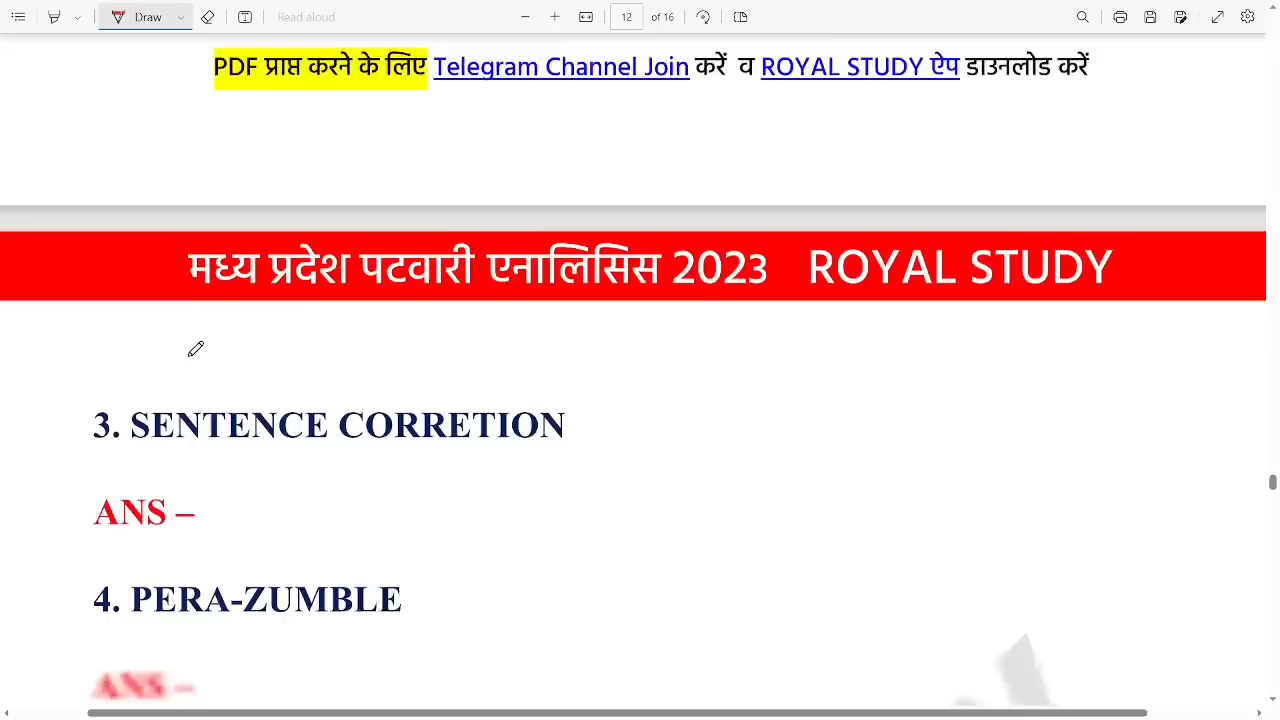 Draw
Read aloud
12
of 16
PDF प्राप्त करने के लिए Telegram Channel Join करें व ROYAL STUDY ऐप डाउनलोड करें
मध्य प्रदेश पटवारी एनालिसिस 2023 ROYAL STUDY
3. SENTENCE CORRETION
ANS –
4. PERA-ZUMBLE
ANS –